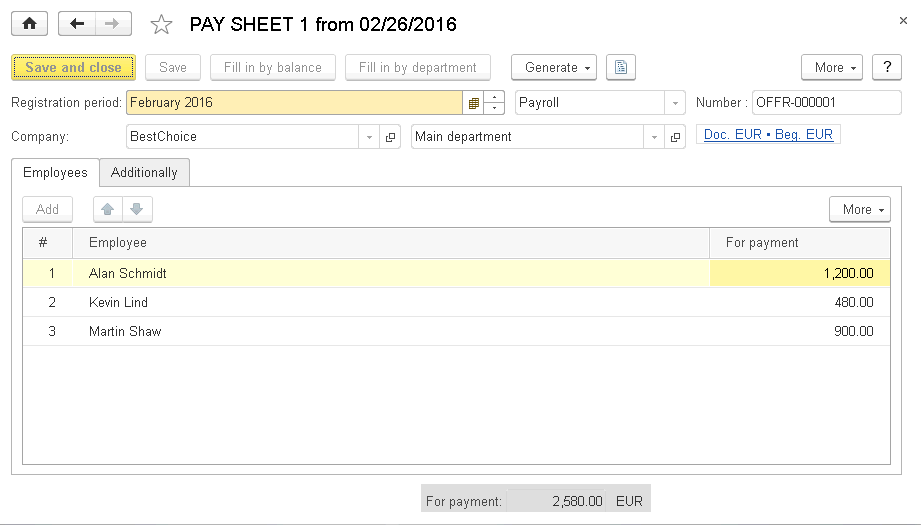 PAY SHEET 1 from 02/26/2016
Save and close Save Fill in by balance Fill in by department Generate More ?
Registration period: February 2016 Payroll Number : OFFR-000001
Company: BestChoice Main department Doc. EUR • Beg. EUR
Employees Additionally
Add More
# Employee For payment
1 Alan Schmidt 1,200.00
2 Kevin Lind 480.00
3 Martin Shaw 900.00
For payment: 2,580.00 EUR